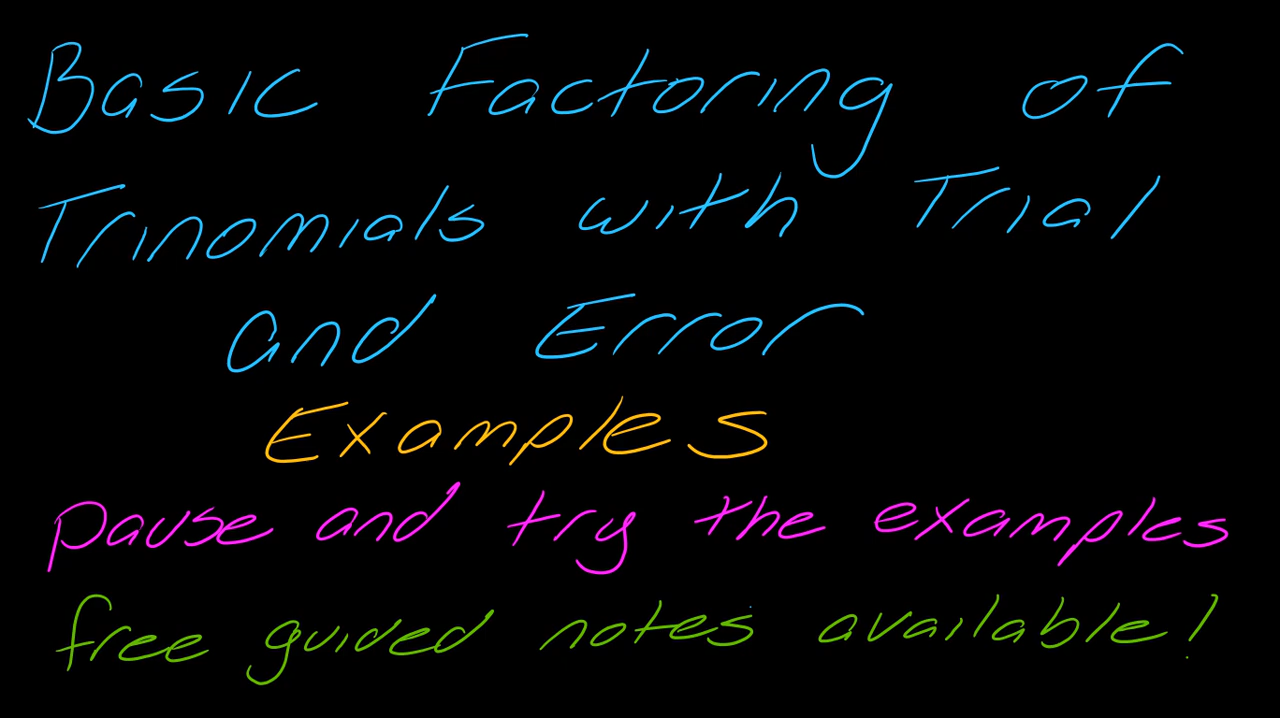 Basic Factoring of
Trinomials with Trial
and Error
Examples
pause and try the examples
free guided notes available!